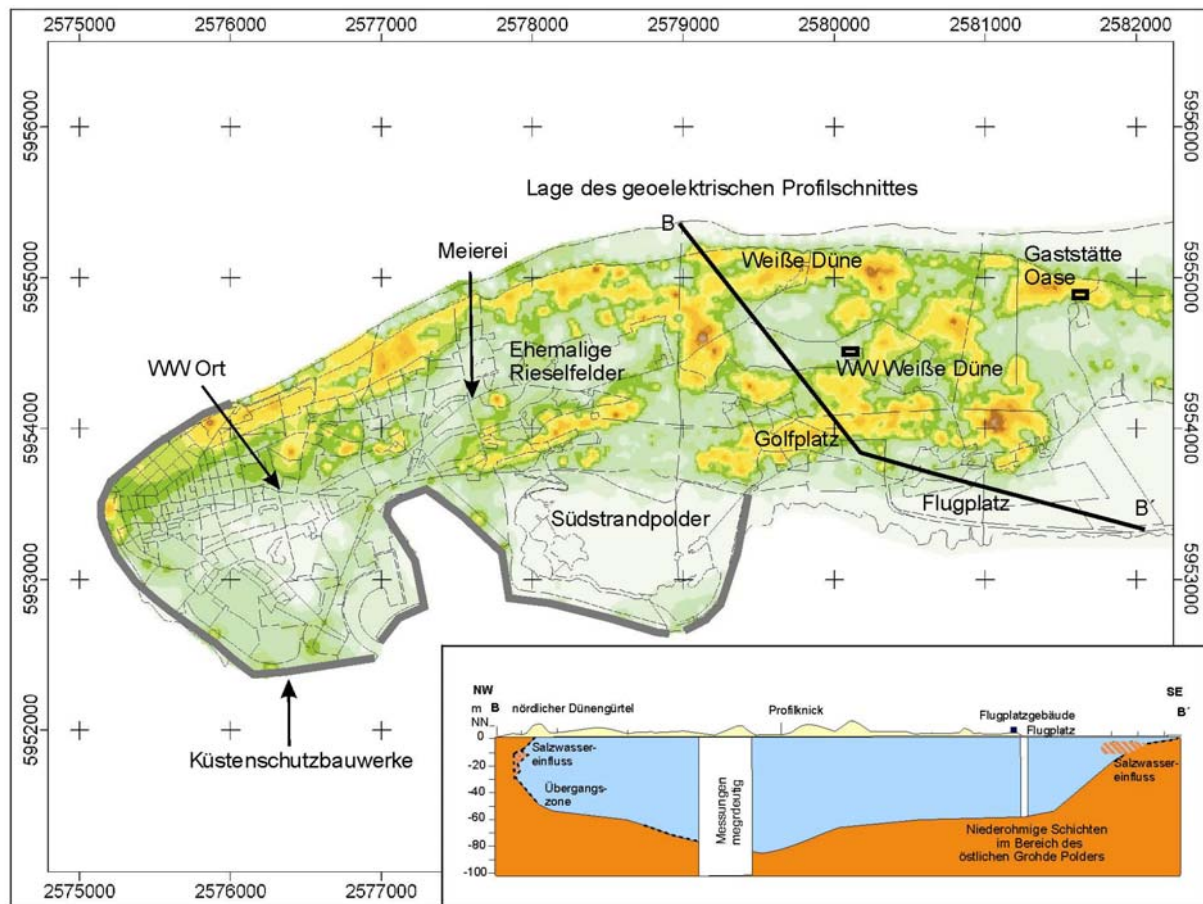 2575000 2576000 2577000 2578000 2579000 2580000 2581000 2582000
5956000 5956000
Lage des geoelektrischen Profilschnittes
B
Meierei
Weiße Düne
Gaststätte
Oase
5955000 5955000
WW Ort
Ehemalige
Rieselfelder
WW Weiße Düne
5954000 5954000
Golfplatz
Flugplatz
B´
Südstrandpolder
5953000 5953000
5952000
Küstenschutzbauwerke
2575000 2576000 2577000
NW SE
m B nördlicher Dünengürtel Profilknick Flugplatzgebäude B´
NN Flugplatz
0
-20
-40
-60
-80
-100
Salzwasser-
einfluss
Übergangs-
zone
Messungen
megrdeutig
Salzwasser-
einfluss
Niederohmige Schichten
im Bereich des
östlichen Grohde Polders